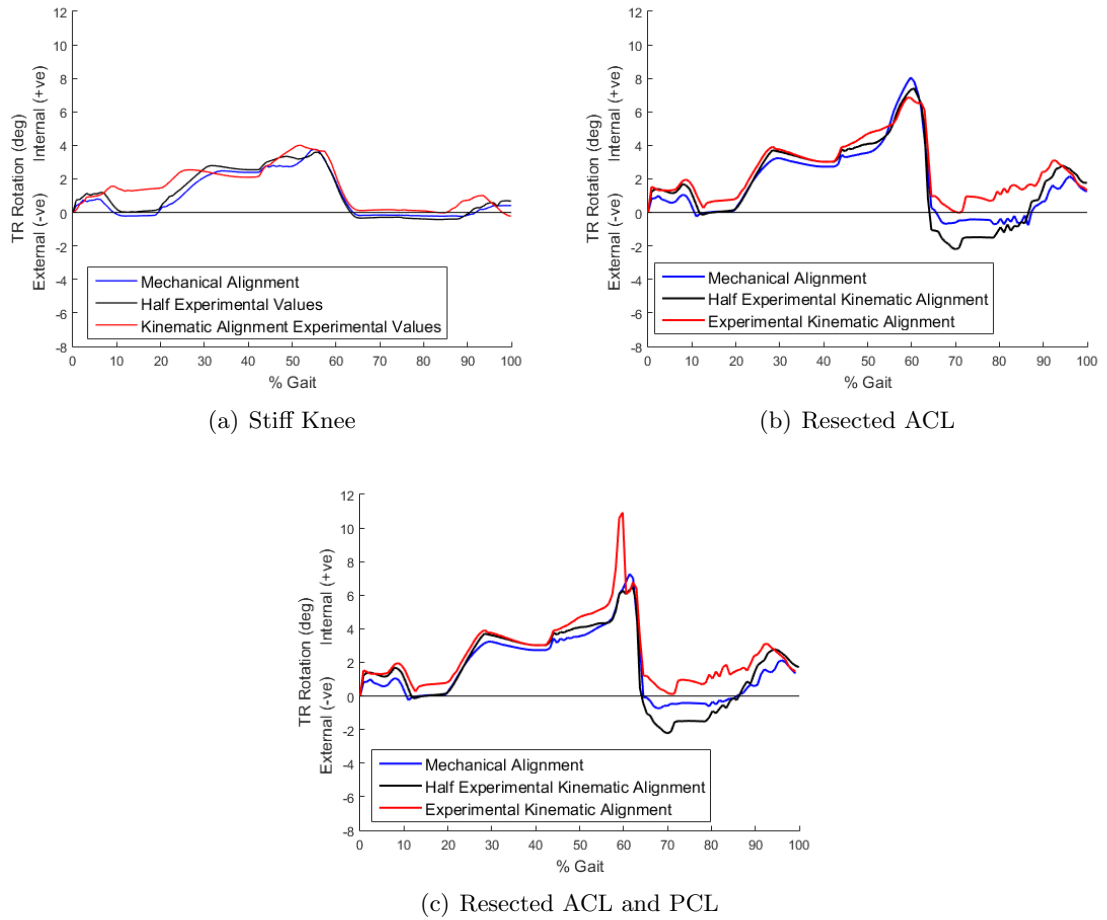 12
10
8
6
4
2
0
-2
-4
-6
-8
TR Rotation (deg)
External (-ve) Internal (+ve)
Mechanical Alignment
Half Experimental Values
Kinematic Alignment Experimental Values
0 10 20 30 40 50 60 70 80 90 100
% Gait
(a) Stiff Knee
12
10
8
6
4
2
0
-2
-4
-6
-8
TR Rotation (deg)
External (-ve) Internal (+ve)
Mechanical Alignment
Half Experimental Kinematic Alignment
Experimental Kinematic Alignment
0 10 20 30 40 50 60 70 80 90 100
% Gait
(b) Resected ACL
12
10
8
6
4
2
0
-2
-4
-6
-8
TR Rotation (deg)
External (-ve) Internal (+ve)
Mechanical Alignment
Half Experimental Kinematic Alignment
Experimental Kinematic Alignment
0 10 20 30 40 50 60 70 80 90 100
% Gait
(c) Resected ACL and PCL